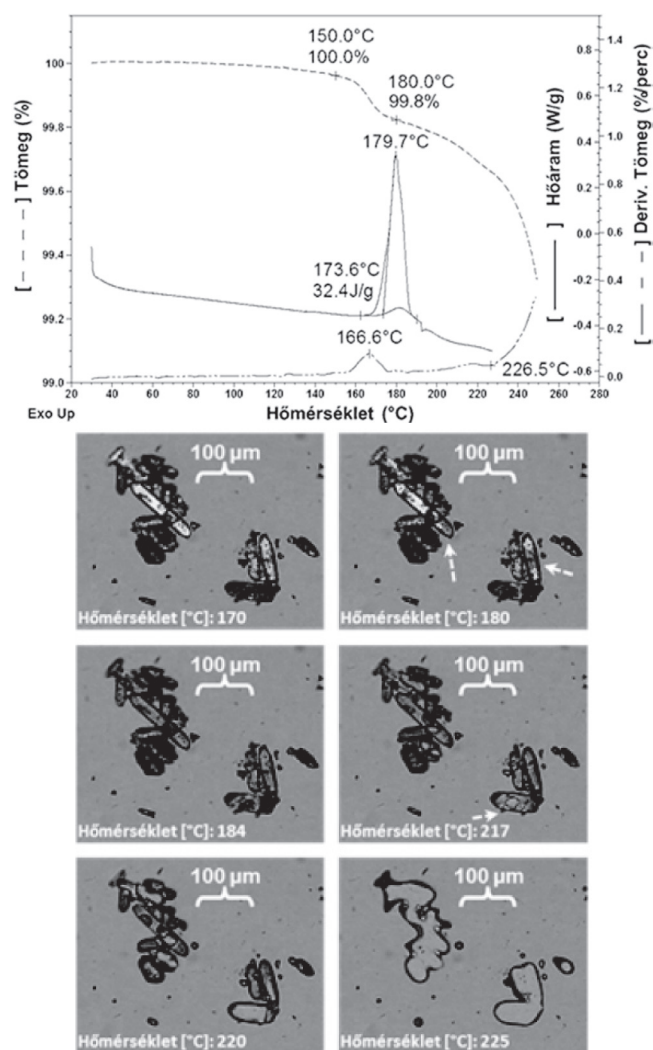 150.0°C
100.0%
180.0°C
99.8%
179.7°C
173.6°C
32.4J/g
166.6°C
226.5°C
[ – – – ] Tömeg (%)
100
99.8
99.6
99.4
99.2
99.0
[ ——— ] Hőáram (W/g)
0.8
0.4
0.2
0.0
-0.2
-0.4
-0.6
[ —— – ] Deriv. Tömeg (%/perc)
1.4
1.2
1.0
0.8
0.6
0.4
0.2
0.0
20 40 60 80 100 120 140 160 180 200 220 240 260 280
Exo Up
Hőmérséklet (°C)
100 µm
Hőmérséklet [°C]: 170
100 µm
Hőmérséklet [°C]: 180
100 µm
Hőmérséklet [°C]: 184
100 µm
Hőmérséklet [°C]: 217
100 µm
Hőmérséklet [°C]: 220
100 µm
Hőmérséklet [°C]: 225